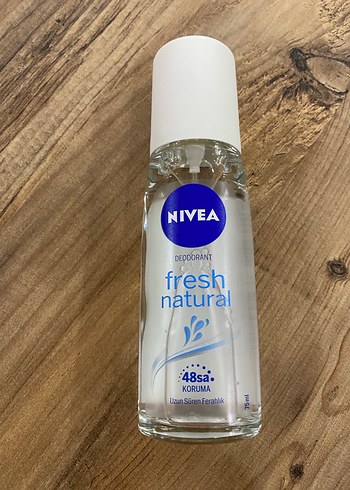 NIVEA
DEODORANT
fresh
natural
48sa.
KORUMA
Uzun Süren Ferahlık
75 ml